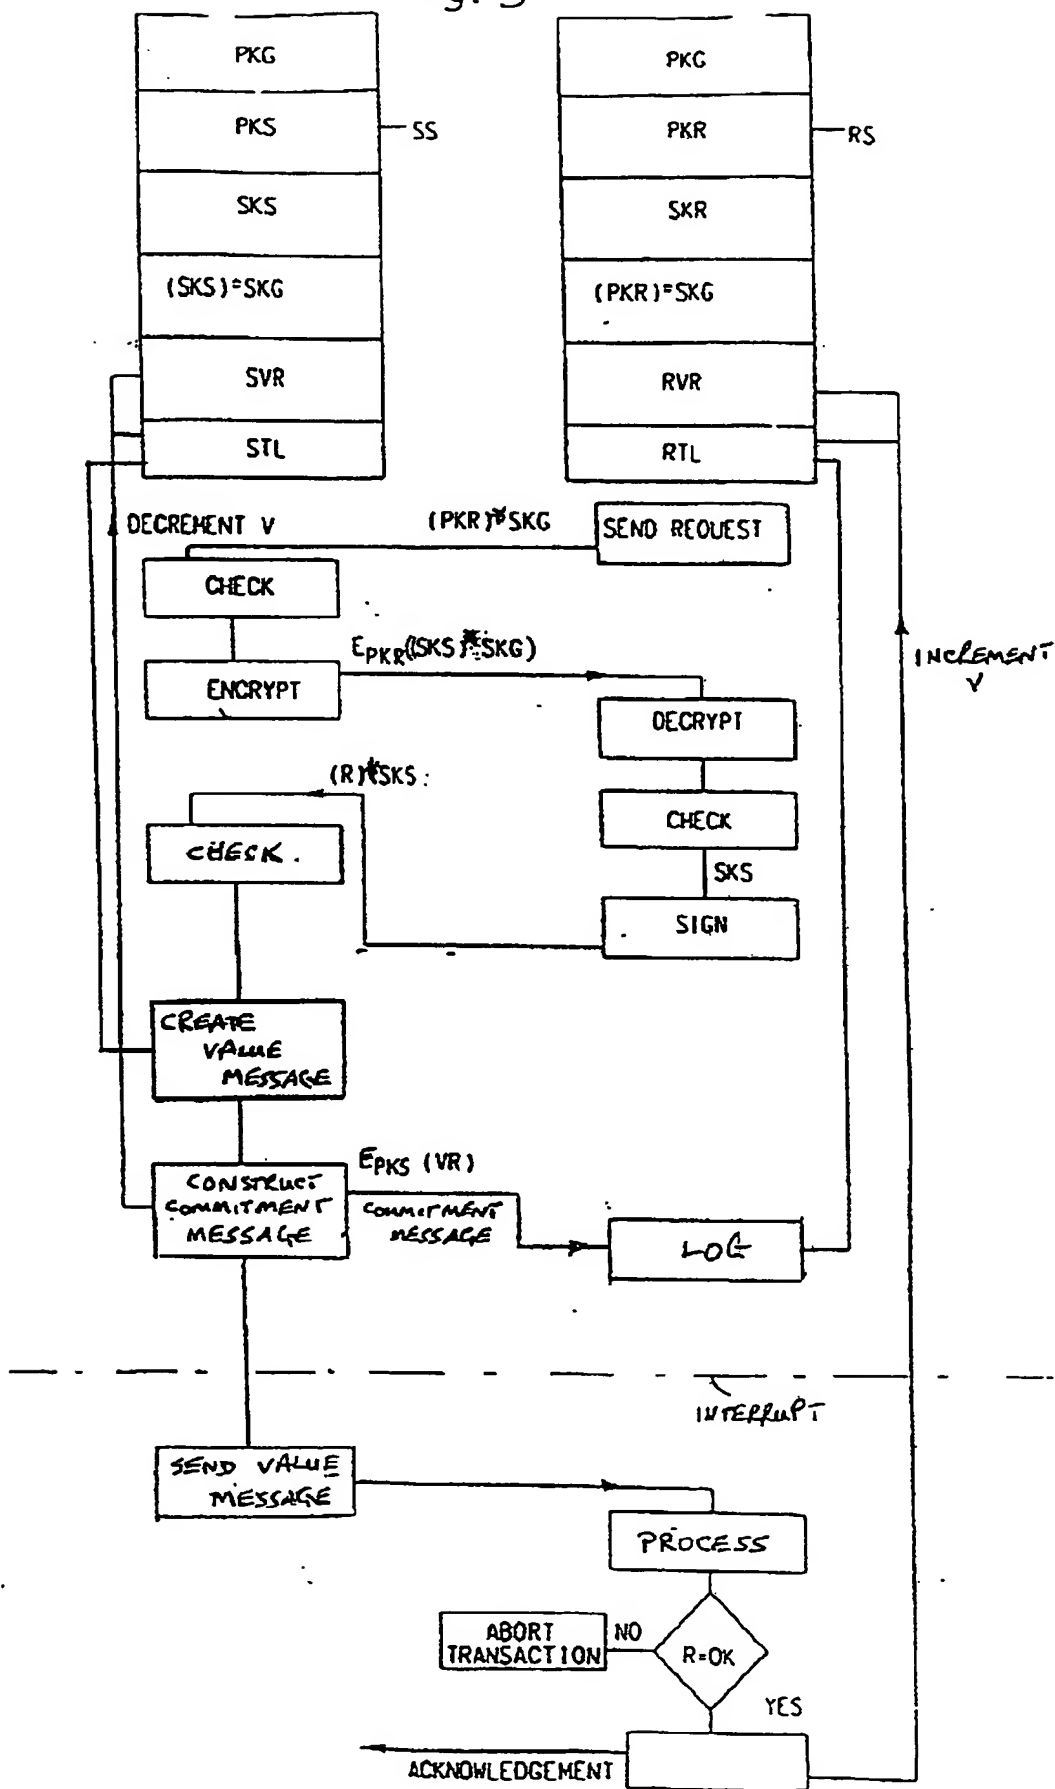 PKG
PKS
SS
SKS
(SKS)*SKG
SVR
STL
PKG
PKR
RS
SKR
(PKR)*SKG
RVR
RTL
DECREMENT V
(PKR)*SKG
SEND REQUEST
CHECK
EPKR((SKS)*SKG)
ENCRYPT
INCREMENT
V
DECRYPT
(R)*SKS
CHECK
CHECK.
SKS
SIGN
CREATE
VALUE
MESSAGE
EPKS (VR)
CONSTRUCT
COMMITMENT
MESSAGE
COMMITMENT
MESSAGE
LOG
INTERRUPT
SEND VALUE
MESSAGE
PROCESS
ABORT
TRANSACTION
NO
R=OK
YES
ACKNOWLEDGEMENT